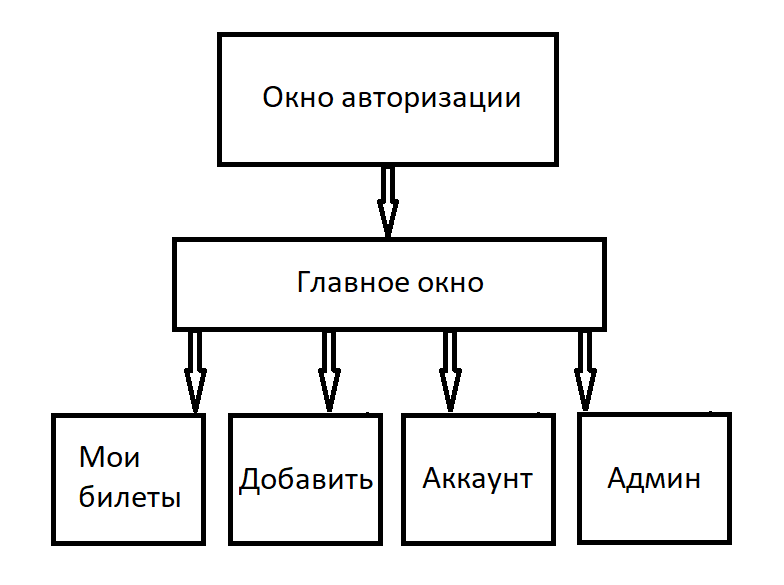 Окно авторизации
Главное окно
Мои
билеты
Добавить
Аккаунт
Админ